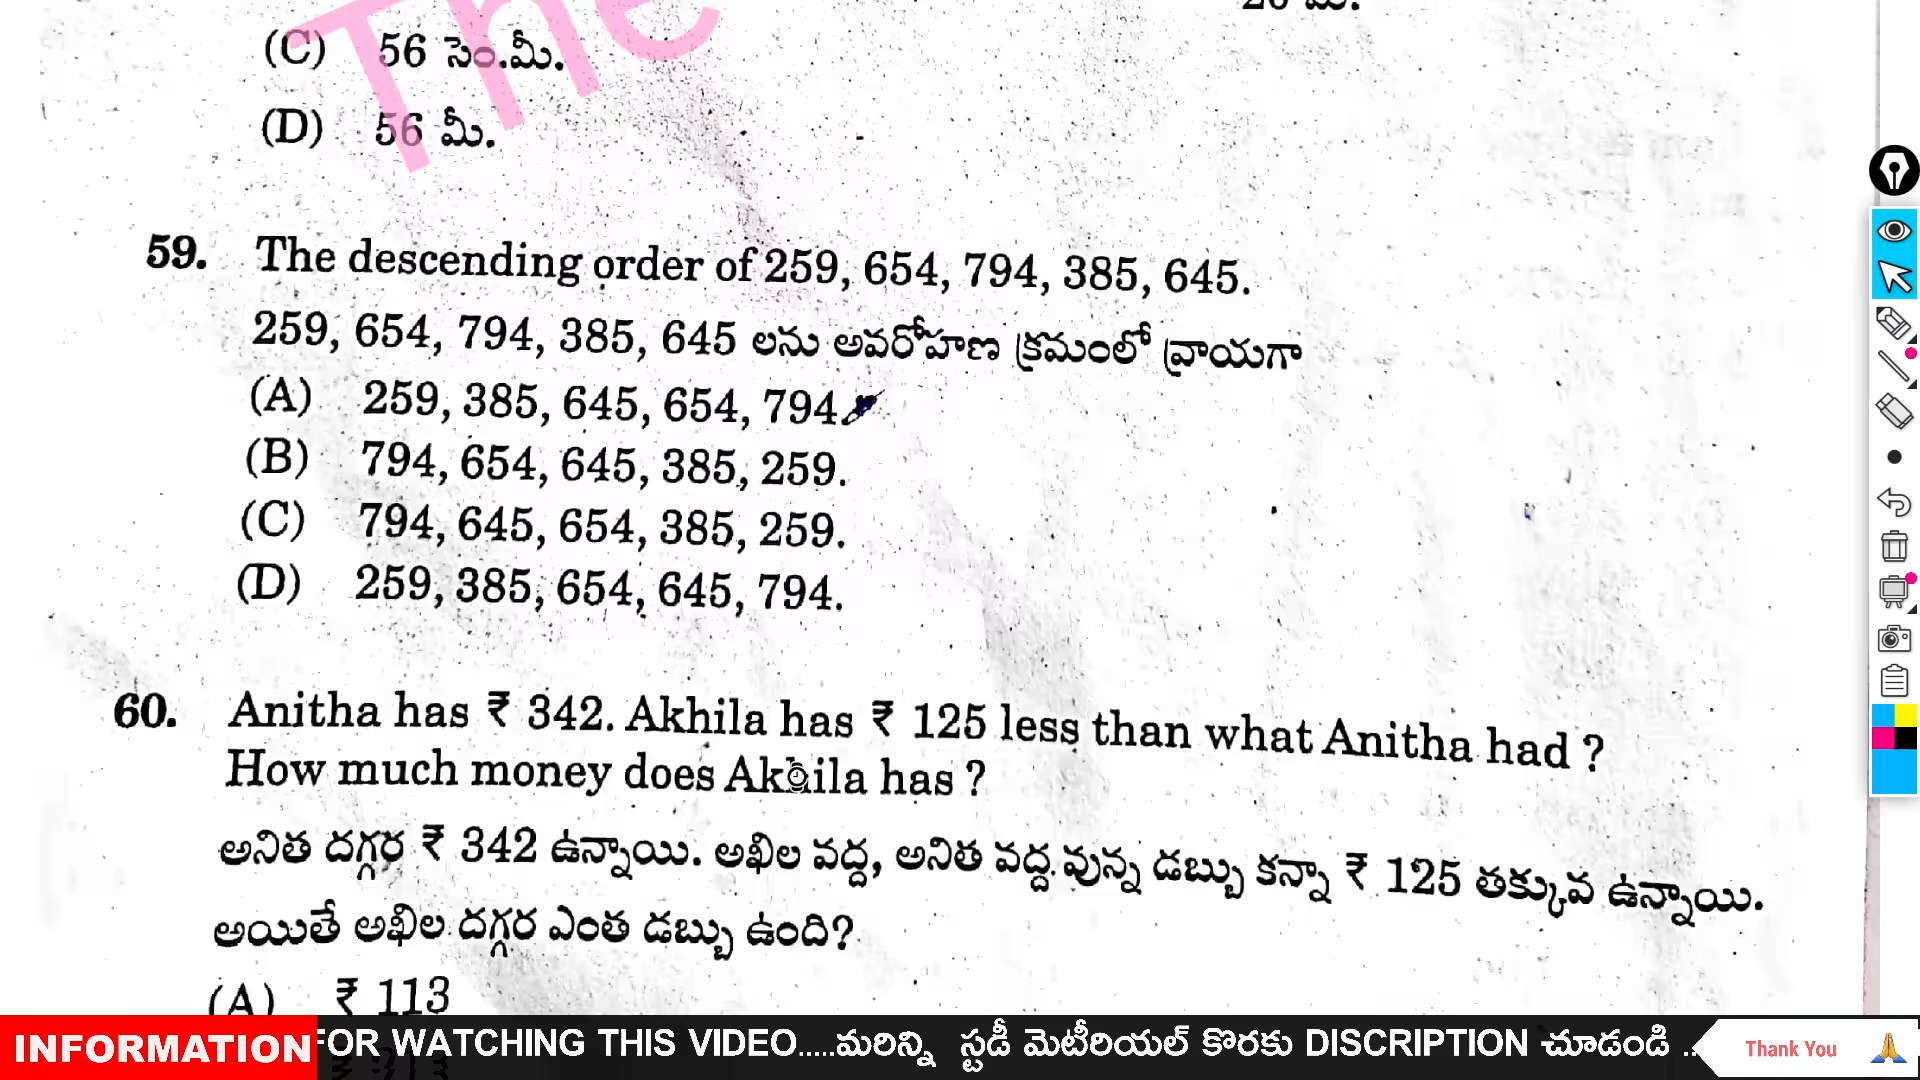 (C) 56 సెం.మీ.
(D) 56 మీ.
The
59. The descending order of 259, 654, 794, 385, 645.
259, 654, 794, 385, 645 లను అవరోహణ క్రమంలో వ్రాయగా
(A) 259, 385, 645, 654, 794.
(B) 794, 654, 645, 385, 259.
(C) 794, 645, 654, 385, 259.
(D) 259, 385, 654, 645, 794.
60. Anitha has ₹ 342. Akhila has ₹ 125 less than what Anitha had ?
How much money does Akhila has ?
అనిత దగ్గర ₹ 342 ఉన్నాయి. అఖిల వద్ద, అనిత వద్ద వున్న డబ్బు కన్నా ₹ 125 తక్కువ ఉన్నాయి.
అయితే అఖిల దగ్గర ఎంత డబ్బు ఉంది?
(A) ₹ 113
INFORMATION
FOR WATCHING THIS VIDEO.....మరిన్ని స్టడీ మెటీరియల్ కొరకు DISCRIPTION చూడండి ..
Thank You